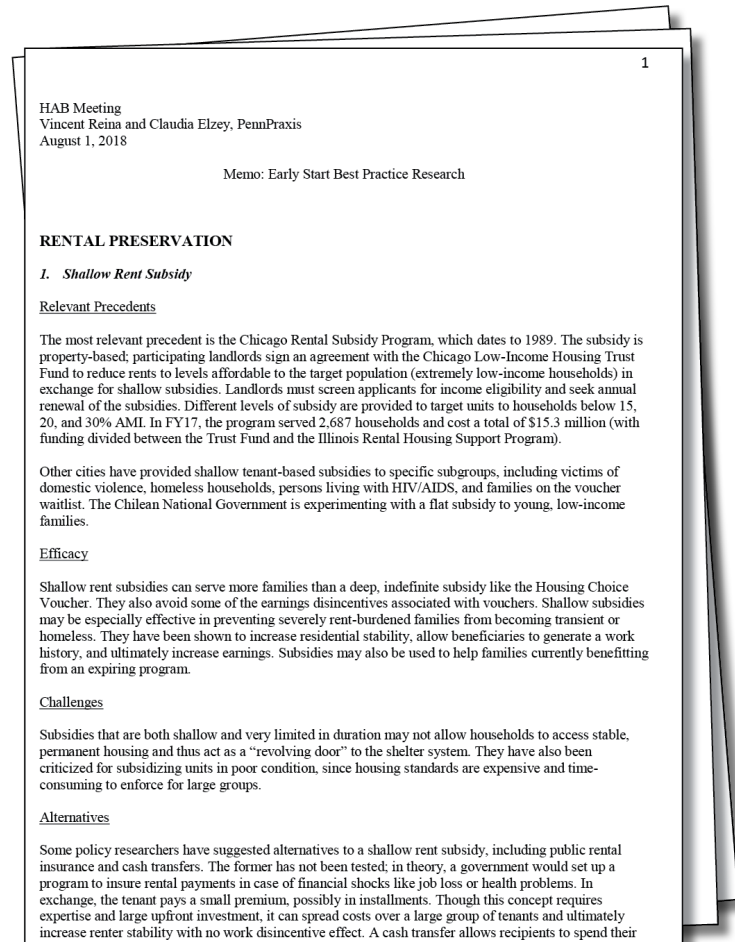 1
HAB Meeting
Vincent Reina and Claudia Elzey, PennPraxis
August 1, 2018
Memo: Early Start Best Practice Research
RENTAL PRESERVATION
1. Shallow Rent Subsidy
Relevant Precedents
The most relevant precedent is the Chicago Rental Subsidy Program, which dates to 1989. The subsidy is
property-based; participating landlords sign an agreement with the Chicago Low-Income Housing Trust
Fund to reduce rents to levels affordable to the target population (extremely low-income households) in
exchange for shallow subsidies. Landlords must screen applicants for income eligibility and seek annual
renewal of the subsidies. Different levels of subsidy are provided to target units to households below 15,
20, and 30% AMI. In FY17, the program served 2,687 households and cost a total of $15.3 million (with
funding divided between the Trust Fund and the Illinois Rental Housing Support Program).
Other cities have provided shallow tenant-based subsidies to specific subgroups, including victims of
domestic violence, homeless households, persons living with HIV/AIDS, and families on the voucher
waitlist. The Chilean National Government is experimenting with a flat subsidy to young, low-income
families.
Efficacy
Shallow rent subsidies can serve more families than a deep, indefinite subsidy like the Housing Choice
Voucher. They also avoid some of the earnings disincentives associated with vouchers. Shallow subsidies
may be especially effective in preventing severely rent-burdened families from becoming transient or
homeless. They have been shown to increase residential stability, allow beneficiaries to generate a work
history, and ultimately increase earnings. Subsidies may also be used to help families currently benefitting
from an expiring program.
Challenges
Subsidies that are both shallow and very limited in duration may not allow households to access stable,
permanent housing and thus act as a “revolving door” to the shelter system. They have also been
criticized for subsidizing units in poor condition, since housing standards are expensive and time-
consuming to enforce for large groups.
Alternatives
Some policy researchers have suggested alternatives to a shallow rent subsidy, including public rental
insurance and cash transfers. The former has not been tested; in theory, a government would set up a
program to insure rental payments in case of financial shocks like job loss or health problems. In
exchange, the tenant pays a small premium, possibly in installments. Though this concept requires
expertise and large upfront investment, it can spread costs over a large group of tenants and ultimately
increase renter stability with no work disincentive effect. A cash transfer allows recipients to spend their